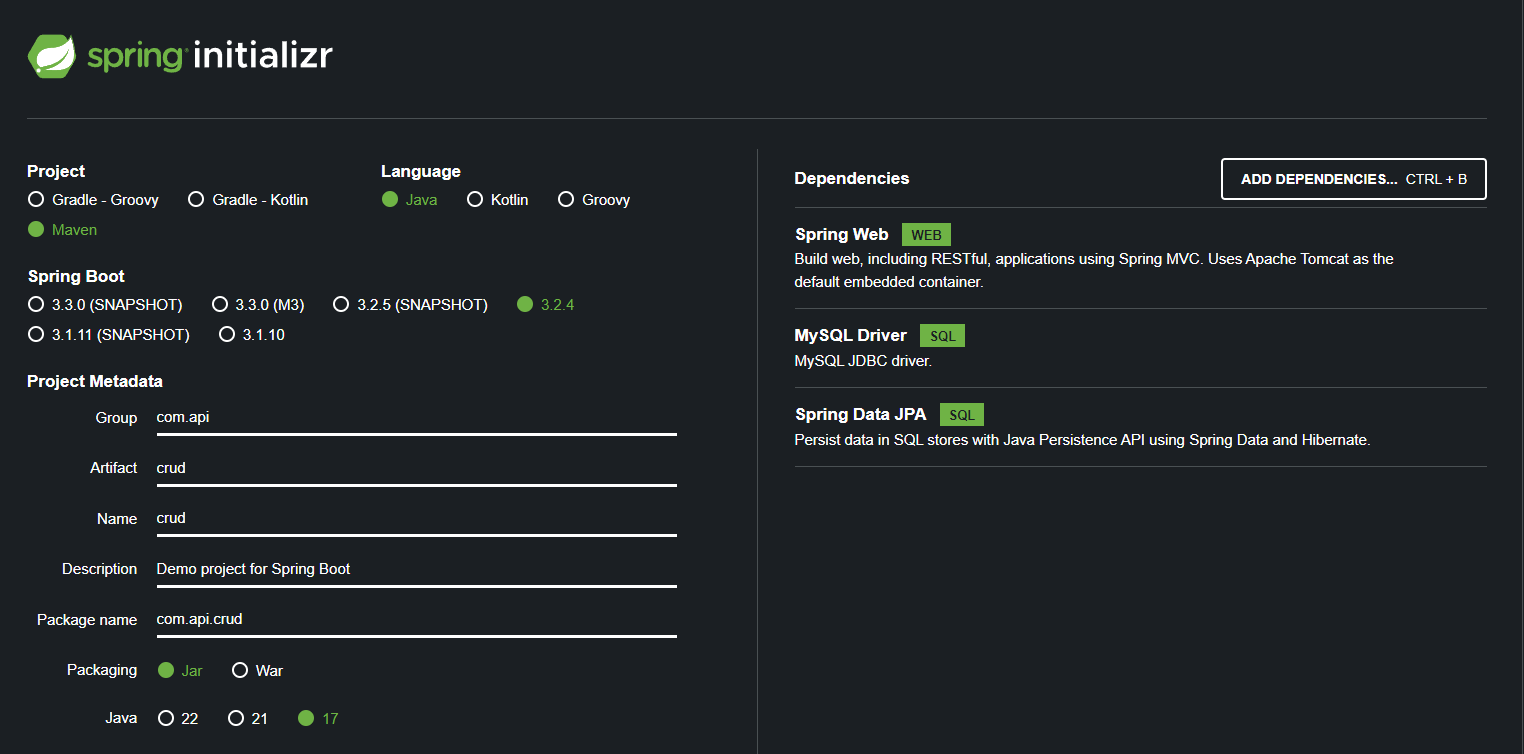 spring initializr
Project
Gradle - Groovy Gradle - Kotlin
Maven
Language
Java Kotlin Groovy
Spring Boot
3.3.0 (SNAPSHOT) 3.3.0 (M3) 3.2.5 (SNAPSHOT) 3.2.4
3.1.11 (SNAPSHOT) 3.1.10
Project Metadata
Group com.api
Artifact crud
Name crud
Description Demo project for Spring Boot
Package name com.api.crud
Packaging Jar War
Java 22 21 17
Dependencies ADD DEPENDENCIES... CTRL + B
Spring Web WEB
Build web, including RESTful, applications using Spring MVC. Uses Apache Tomcat as the
default embedded container.
MySQL Driver SQL
MySQL JDBC driver.
Spring Data JPA SQL
Persist data in SQL stores with Java Persistence API using Spring Data and Hibernate.